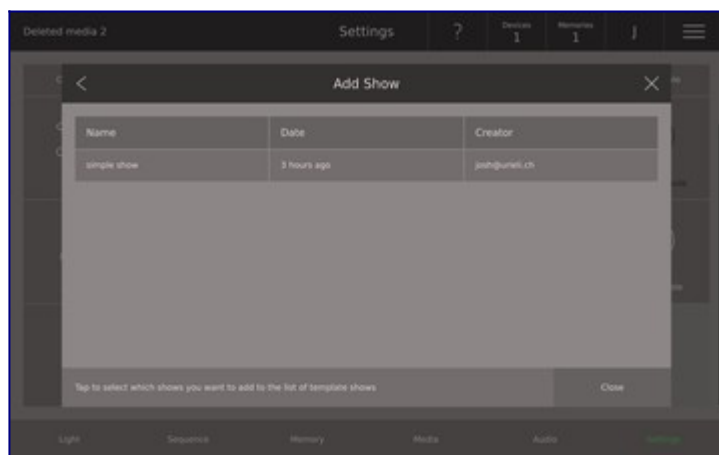 Deleted media 2
Settings
?
Devices
1
Memories
1
J
Add Show
Name Date Creator
simple show 3 hours ago josh@urieli.ch
Tap to select which shows you want to add to the list of template shows
Close
Light Sequence Memory Media Audio Settings